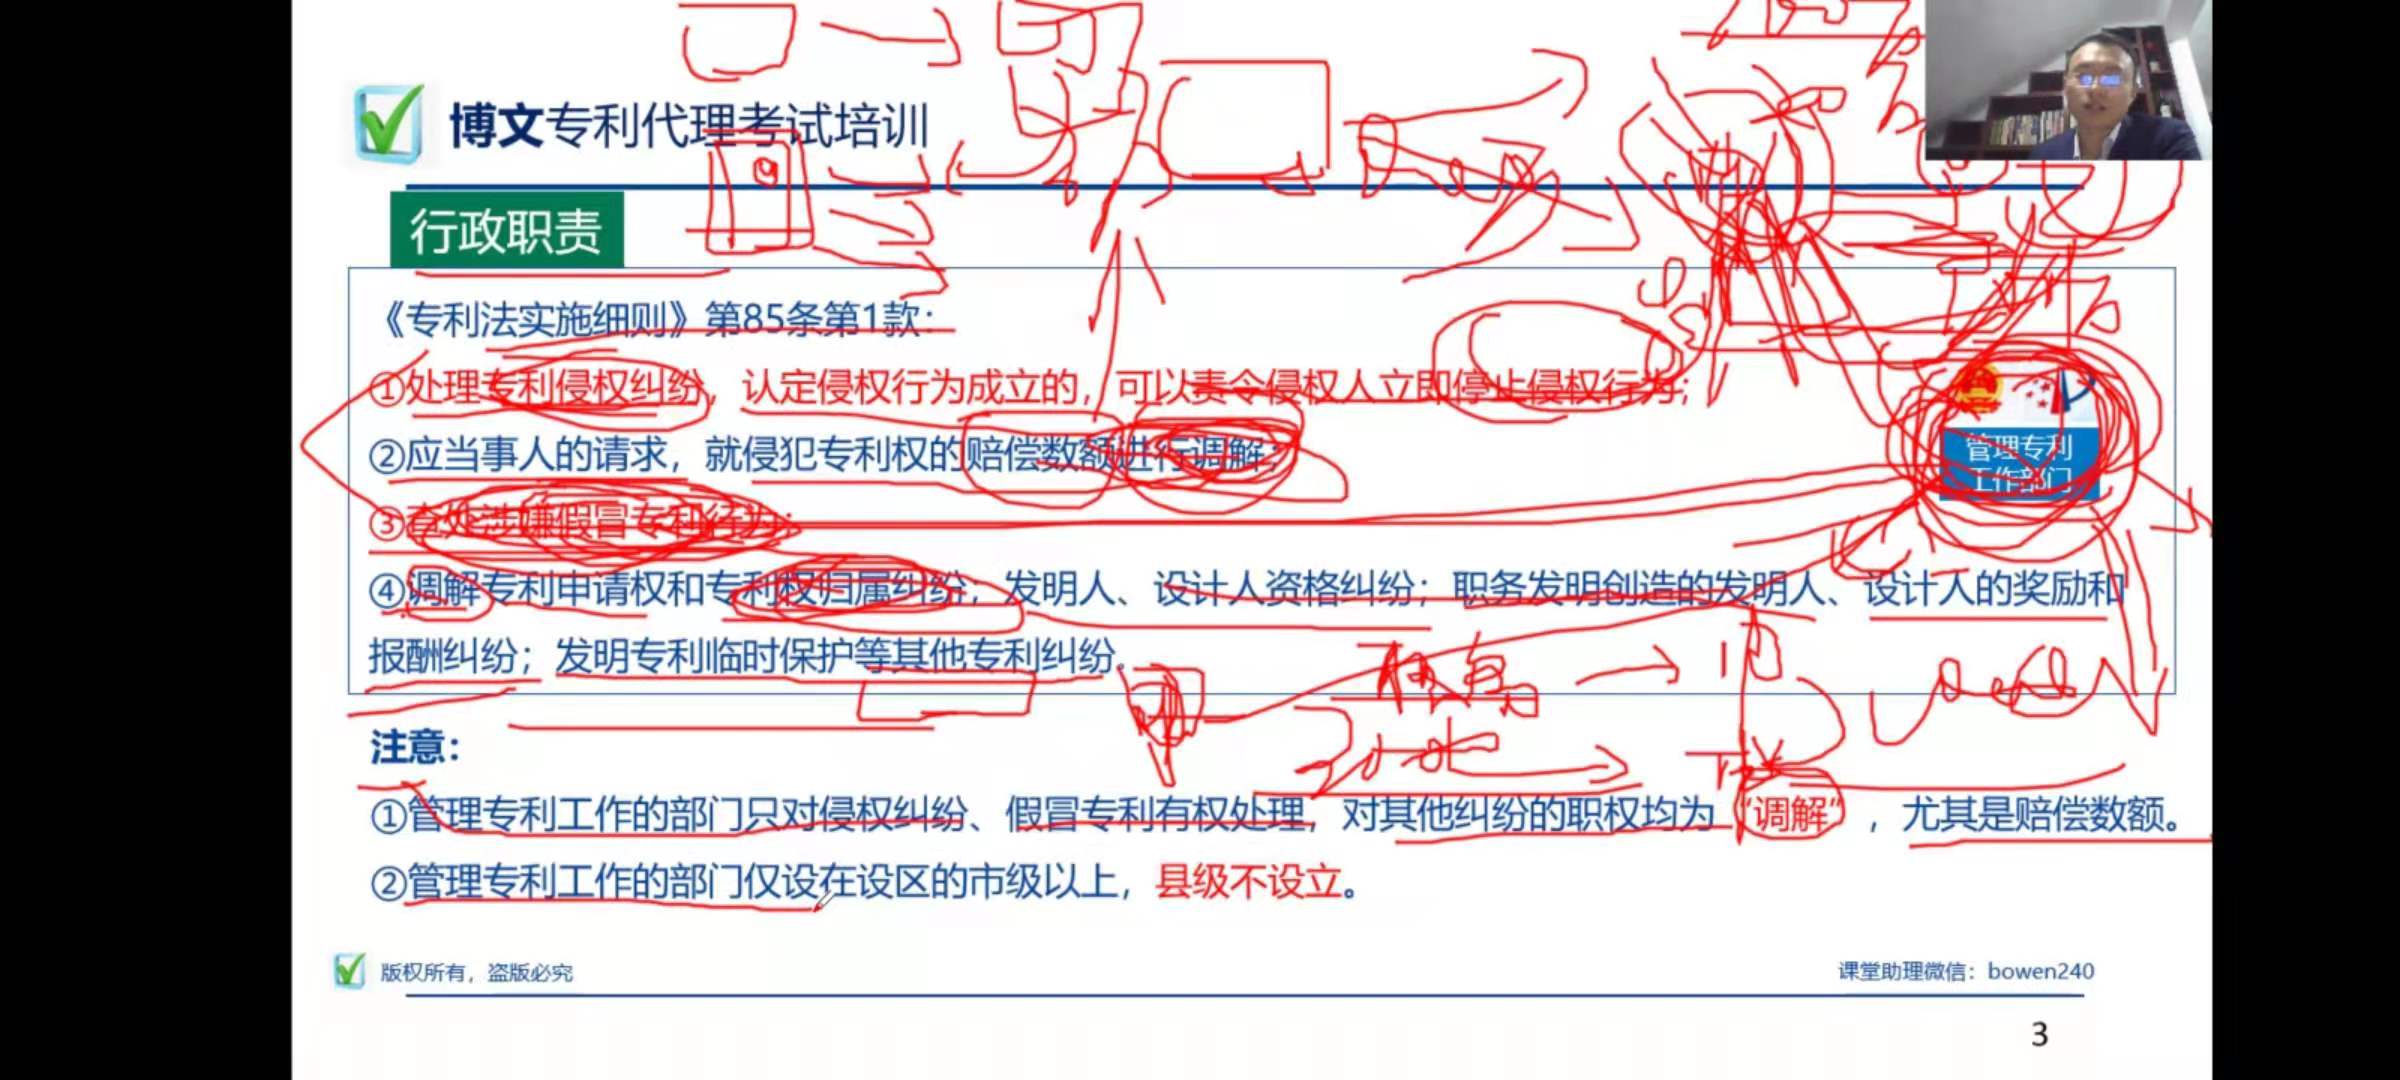 博文专利代理考试培训
行政职责
《专利法实施细则》第85条第1款：
①处理专利侵权纠纷，认定侵权行为成立的，可以责令侵权人立即停止侵权行为；
②应当事人的请求，就侵犯专利权的赔偿数额进行调解；
③查处涉嫌假冒专利行为；
管理专利
工作部门
④调解专利申请权和专利权归属纠纷；发明人、设计人资格纠纷；职务发明创造的发明人、设计人的奖励和
报酬纠纷；发明专利临时保护等其他专利纠纷。
注意：
①管理专利工作的部门只对侵权纠纷、假冒专利有权处理，对其他纠纷的职权均为“调解”，尤其是赔偿数额。
②管理专利工作的部门仅设在设区的市级以上，县级不设立。
版权所有，盗版必究
课堂助理微信：bowen240
3